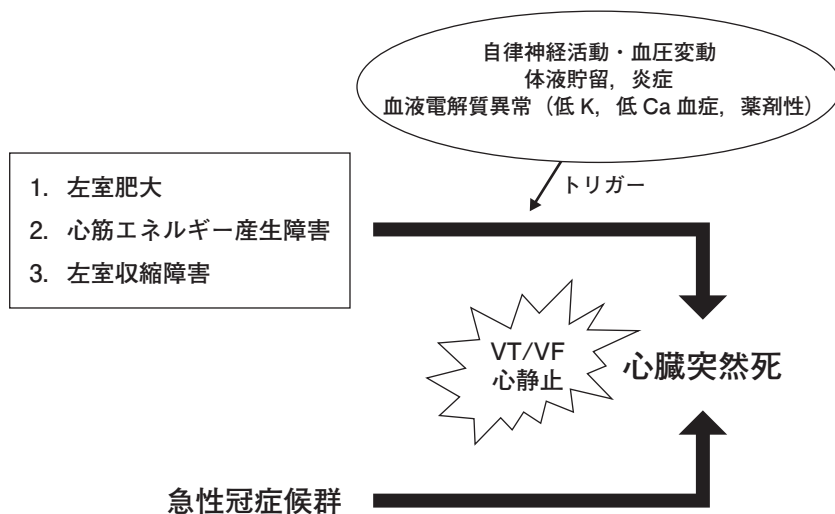 自律神経活動・血圧変動
体液貯留，炎症
血液電解質異常（低 K，低 Ca 血症，薬剤性）
トリガー
1. 左室肥大
2. 心筋エネルギー産生障害
3. 左室収縮障害
VT/VF
心静止
心臓突然死
急性冠症候群